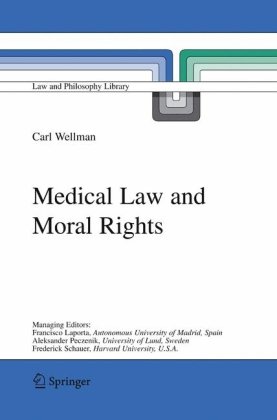 Law and Philosophy Library
Carl Wellman
Medical Law and
Moral Rights
Managing Editors:
Francisco Laporta, Autonomous University of Madrid, Spain
Aleksander Peczenik, University of Lund, Sweden
Frederick Schauer, Harvard University, U.S.A.
Springer